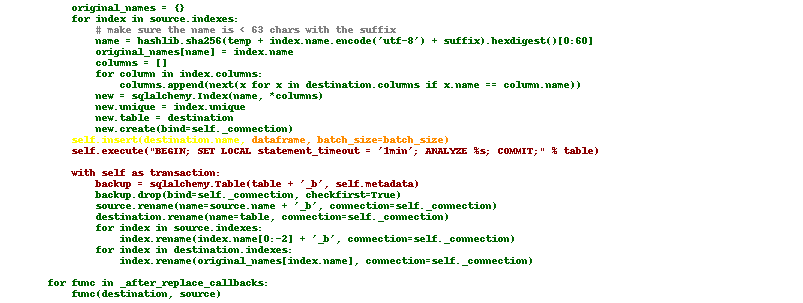 original_names = {}
for index in source.indexes:
# make sure the name is < 63 chars with the suffix
name = hashlib.sha256(temp + index.name.encode('utf-8') + suffix).hexdigest()[0:60]
original_names[name] = index.name
columns = []
for column in index.columns:
columns.append(next(x for x in destination.columns if x.name == column.name))
new = sqlalchemy.Index(name, *columns)
new.unique = index.unique
new.table = destination
new.create(bind=self._connection)
self.insert(destination.name, dataframe, batch_size=batch_size)
self.execute("BEGIN; SET LOCAL statement_timeout = '1min'; ANALYZE %s; COMMIT;" % table)
with self as transaction:
backup = sqlalchemy.Table(table + '_b', self.metadata)
backup.drop(bind=self._connection, checkfirst=True)
source.rename(name=source.name + '_b', connection=self._connection)
destination.rename(name=table, connection=self._connection)
for index in source.indexes:
index.rename(index.name[0:-2] + '_b', connection=self._connection)
for index in destination.indexes:
index.rename(original_names[index.name], connection=self._connection)
for func in _after_replace_callbacks:
func(destination, source)